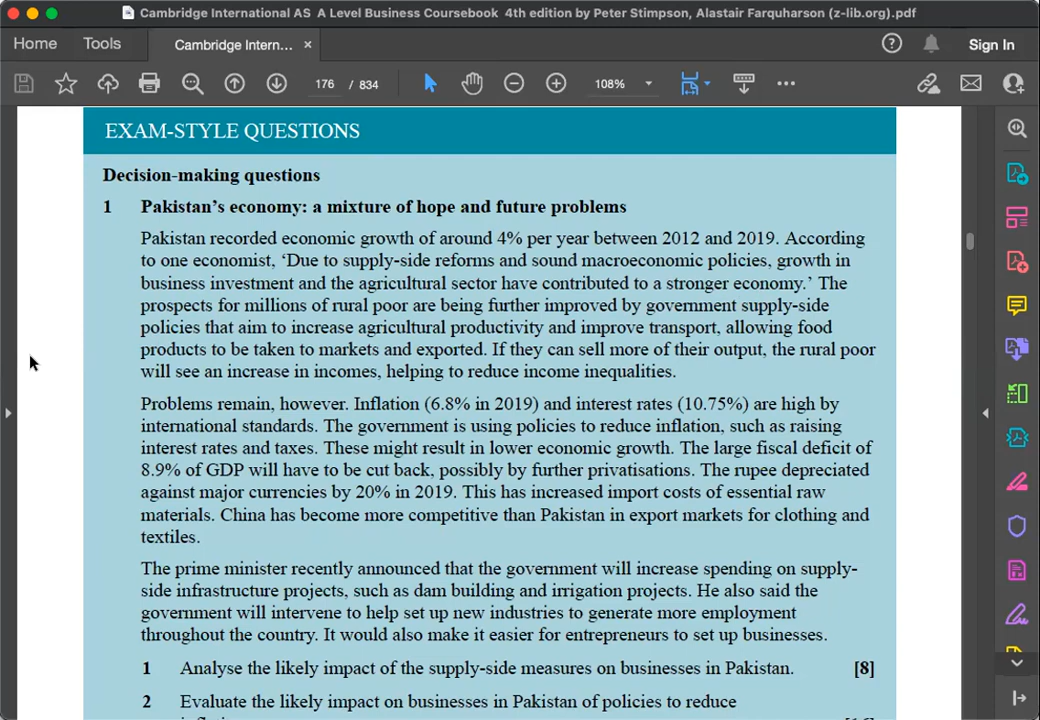 Cambridge International AS A Level Business Coursebook 4th edition by Peter Stimpson, Alastair Farquharson (z-lib.org).pdf
Home Tools Cambridge Intern... × Sign In
176 / 834 108%
EXAM-STYLE QUESTIONS
Decision-making questions
1 Pakistan's economy: a mixture of hope and future problems
Pakistan recorded economic growth of around 4% per year between 2012 and 2019. According
to one economist, 'Due to supply-side reforms and sound macroeconomic policies, growth in
business investment and the agricultural sector have contributed to a stronger economy.' The
prospects for millions of rural poor are being further improved by government supply-side
policies that aim to increase agricultural productivity and improve transport, allowing food
products to be taken to markets and exported. If they can sell more of their output, the rural poor
will see an increase in incomes, helping to reduce income inequalities.
Problems remain, however. Inflation (6.8% in 2019) and interest rates (10.75%) are high by
international standards. The government is using policies to reduce inflation, such as raising
interest rates and taxes. These might result in lower economic growth. The large fiscal deficit of
8.9% of GDP will have to be cut back, possibly by further privatisations. The rupee depreciated
against major currencies by 20% in 2019. This has increased import costs of essential raw
materials. China has become more competitive than Pakistan in export markets for clothing and
textiles.
The prime minister recently announced that the government will increase spending on supply-
side infrastructure projects, such as dam building and irrigation projects. He also said the
government will intervene to help set up new industries to generate more employment
throughout the country. It would also make it easier for entrepreneurs to set up businesses.
1 Analyse the likely impact of the supply-side measures on businesses in Pakistan. [8]
2 Evaluate the likely impact on businesses in Pakistan of policies to reduce